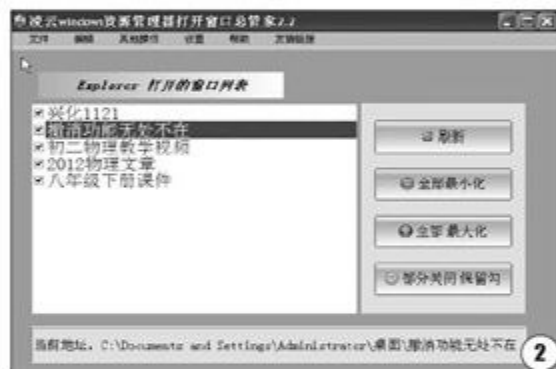 凌云windows资源管理器打开窗口总管家2.2
文件 编辑 其他操作 设置 帮助 友情链接
Explorer 打开的窗口列表
兴化1121
撤消功能无处不在
初二物理教学视频
2012物理文章
八年级下册课件
刷新
全部最小化
全部最大化
部分关闭保留勾
当前地址. C:\Documents and Settings\Administrator\桌面\撤消功能无处不在
2